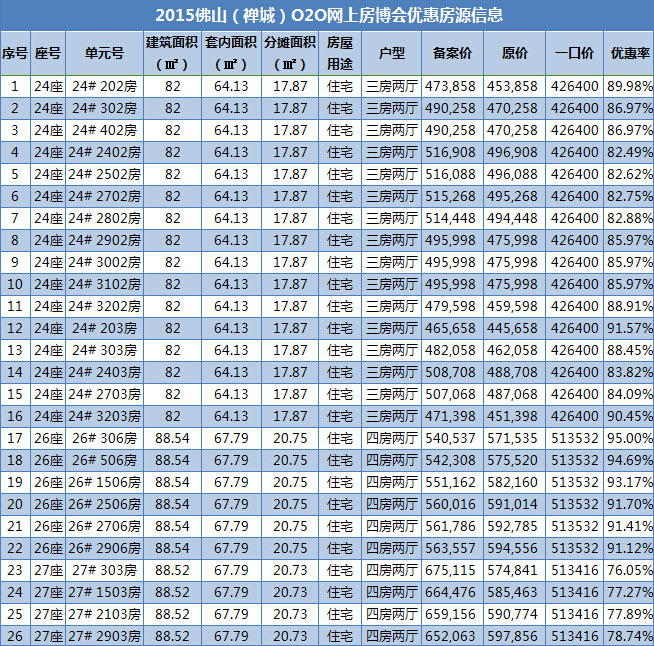 2015佛山（禅城）O2O网上房博会优惠房源信息
序号 座号 单元号 建筑面积（㎡） 套内面积（㎡） 分摊面积（㎡） 房屋用途 户型 备案价 原价 一口价 优惠率
1 24座 24# 202房 82 64.13 17.87 住宅 三房两厅 473,858 453,858 426400 89.98%
2 24座 24# 302房 82 64.13 17.87 住宅 三房两厅 490,258 470,258 426400 86.97%
3 24座 24# 402房 82 64.13 17.87 住宅 三房两厅 490,258 470,258 426400 86.97%
4 24座 24# 2402房 82 64.13 17.87 住宅 三房两厅 516,908 496,908 426400 82.49%
5 24座 24# 2502房 82 64.13 17.87 住宅 三房两厅 516,088 496,088 426400 82.62%
6 24座 24# 2702房 82 64.13 17.87 住宅 三房两厅 515,268 495,268 426400 82.75%
7 24座 24# 2802房 82 64.13 17.87 住宅 三房两厅 514,448 494,448 426400 82.88%
8 24座 24# 2902房 82 64.13 17.87 住宅 三房两厅 495,998 475,998 426400 85.97%
9 24座 24# 3002房 82 64.13 17.87 住宅 三房两厅 495,998 475,998 426400 85.97%
10 24座 24# 3102房 82 64.13 17.87 住宅 三房两厅 495,998 475,998 426400 85.97%
11 24座 24# 3202房 82 64.13 17.87 住宅 三房两厅 479,598 459,598 426400 88.91%
12 24座 24# 203房 82 64.13 17.87 住宅 三房两厅 465,658 445,658 426400 91.57%
13 24座 24# 303房 82 64.13 17.87 住宅 三房两厅 482,058 462,058 426400 88.45%
14 24座 24# 2403房 82 64.13 17.87 住宅 三房两厅 508,708 488,708 426400 83.82%
15 24座 24# 2703房 82 64.13 17.87 住宅 三房两厅 507,068 487,068 426400 84.09%
16 24座 24# 3203房 82 64.13 17.87 住宅 三房两厅 471,398 451,398 426400 90.45%
17 26座 26# 306房 88.54 67.79 20.75 住宅 四房两厅 540,537 571,535 513532 95.00%
18 26座 26# 506房 88.54 67.79 20.75 住宅 四房两厅 542,308 575,520 513532 94.69%
19 26座 26# 1506房 88.54 67.79 20.75 住宅 四房两厅 551,162 582,160 513532 93.17%
20 26座 26# 2506房 88.54 67.79 20.75 住宅 四房两厅 560,016 591,014 513532 91.70%
21 26座 26# 2706房 88.54 67.79 20.75 住宅 四房两厅 561,786 592,785 513532 91.41%
22 26座 26# 2906房 88.54 67.79 20.75 住宅 四房两厅 563,557 594,556 513532 91.12%
23 27座 27# 303房 88.52 67.79 20.73 住宅 四房两厅 675,115 574,841 513416 76.05%
24 27座 27# 1503房 88.52 67.79 20.73 住宅 四房两厅 664,476 585,463 513416 77.27%
25 27座 27# 2103房 88.52 67.79 20.73 住宅 四房两厅 659,156 590,774 513416 77.89%
26 27座 27# 2903房 88.52 67.79 20.73 住宅 四房两厅 652,063 597,856 513416 78.74%